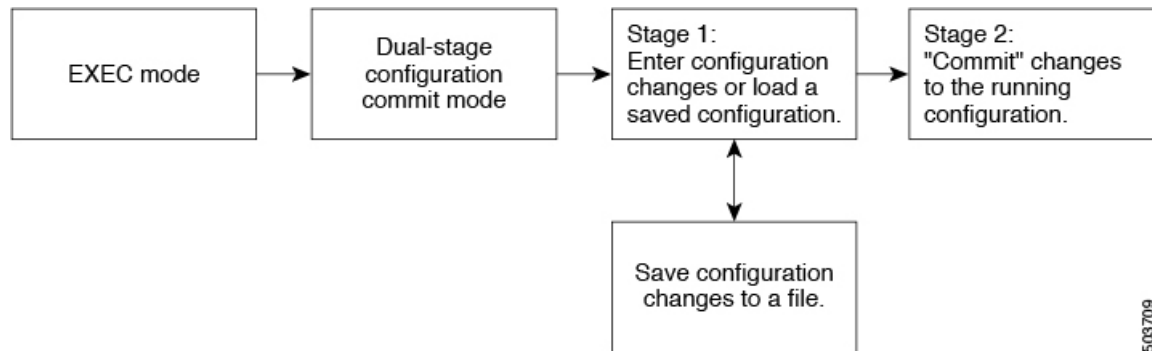 EXEC mode
Dual-stage
configuration
commit mode
Stage 1:
Enter configuration
changes or load a
saved configuration.
Stage 2:
"Commit" changes
to the running
configuration.
Save configuration
changes to a file.
503709